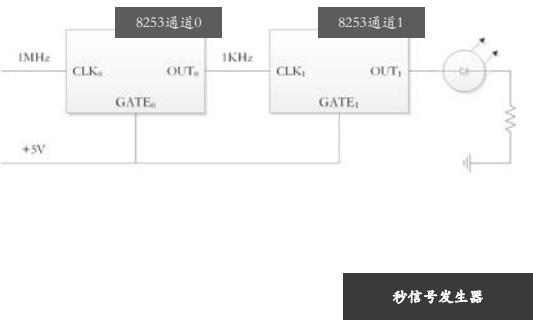 8253通道0
8253通道1
1MHz
CLK₀
OUT₀
1KHz
CLK₁
OUT₁
GATE₀
GATE₁
+5V
秒信号发生器